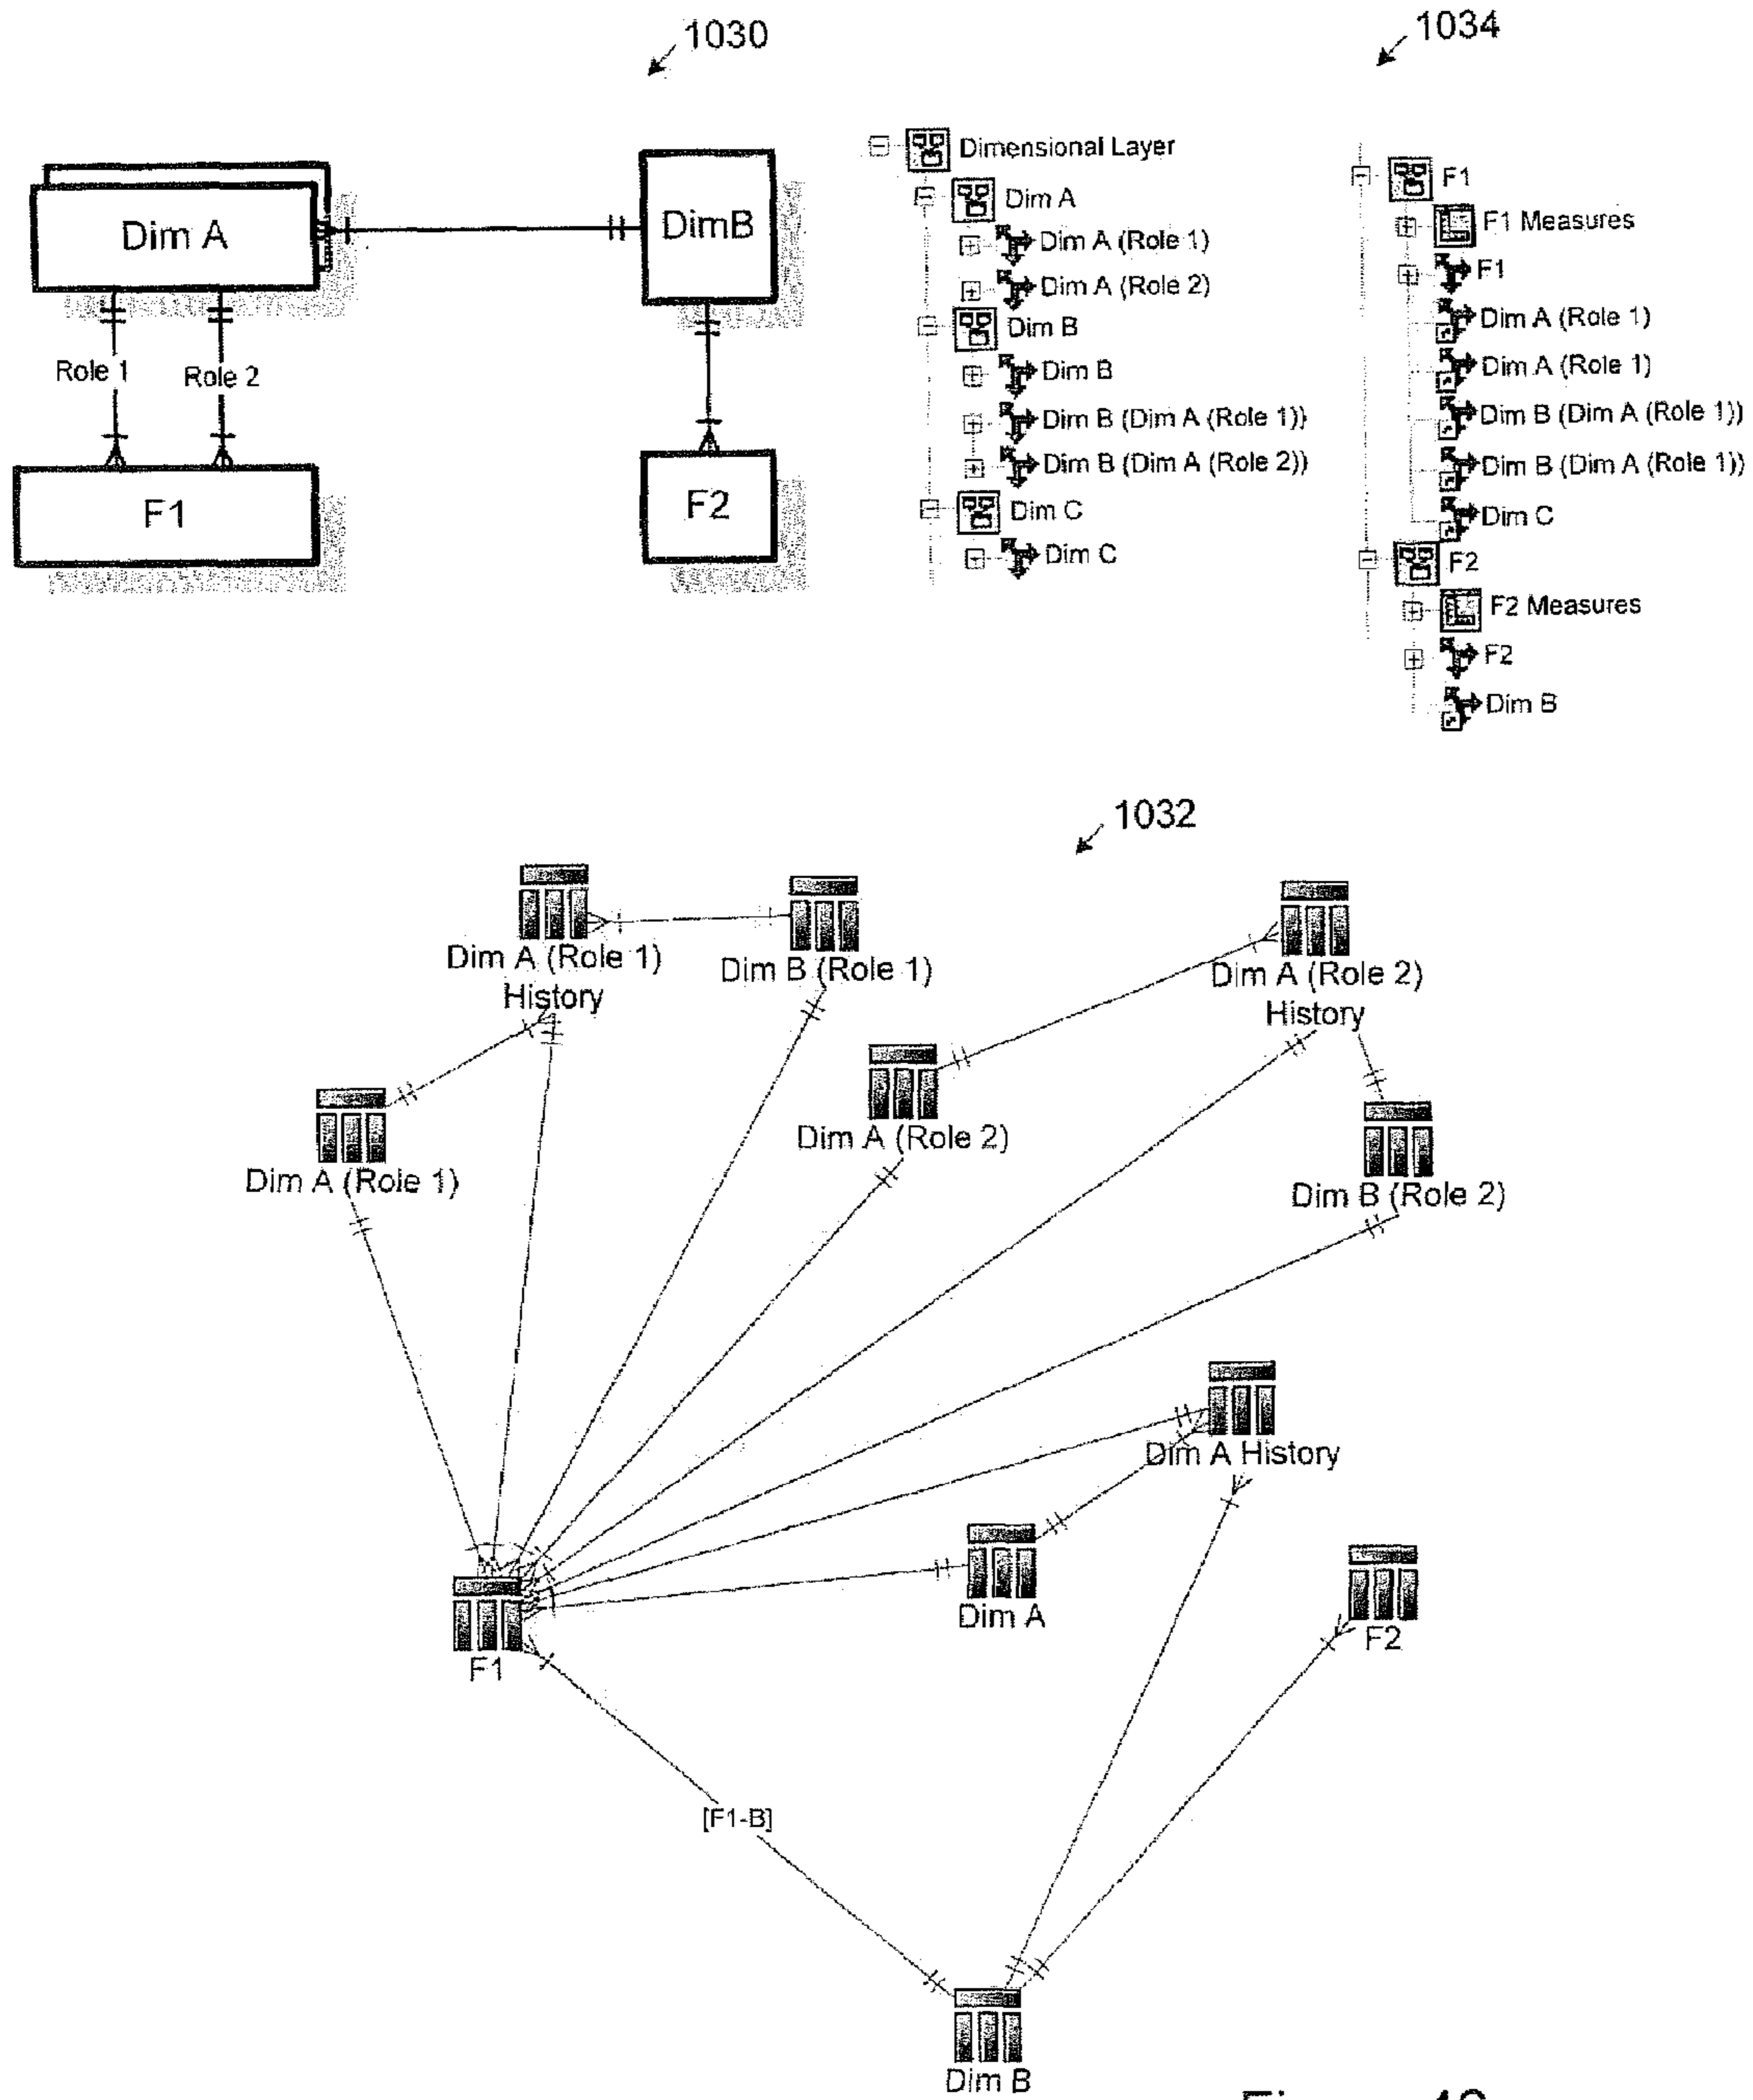 1030
1034
Dim A
DimB
Role 1
Role 2
F1
F2
Dimensional Layer
Dim A
Dim A (Role 1)
Dim A (Role 2)
Dim B
Dim B
Dim B (Dim A (Role 1))
Dim B (Dim A (Role 2))
Dim C
Dim C
F1
F1 Measures
F1
Dim A (Role 1)
Dim A (Role 1)
Dim B (Dim A (Role 1))
Dim B (Dim A (Role 1))
Dim C
F2
F2 Measures
F2
Dim B
1032
Dim A (Role 1)
History
Dim B (Role 1)
Dim A (Role 2)
History
Dim A (Role 2)
Dim A (Role 1)
Dim B (Role 2)
Dim A History
Dim A
F2
F1
[F1-B]
Dim B